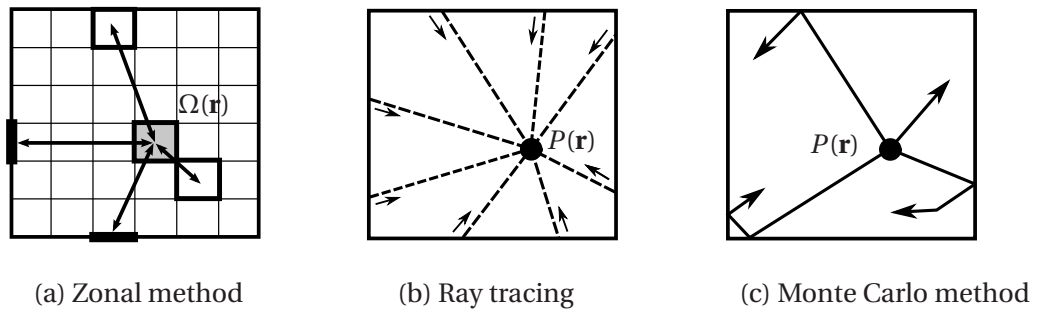 Ω(r)
P(r)
P(r)
(a) Zonal method
(b) Ray tracing
(c) Monte Carlo method